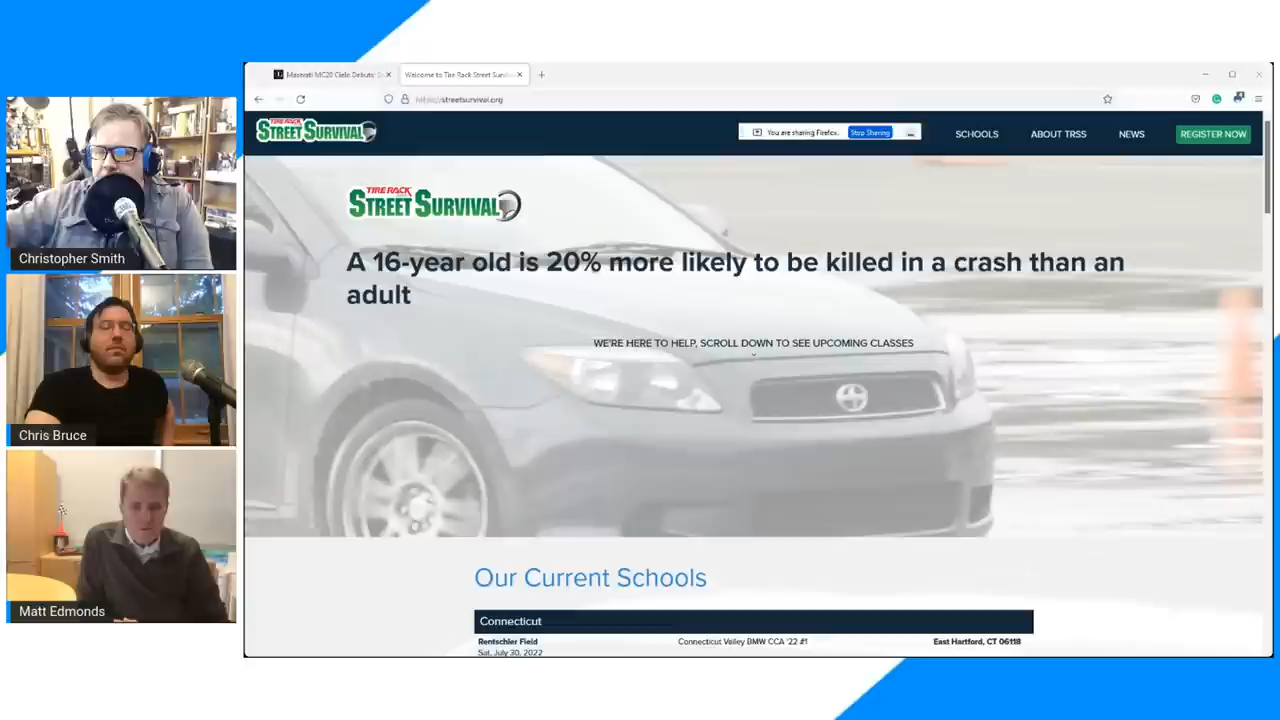 Christopher Smith
Chris Bruce
Matt Edmonds
Maserati MC20 Cielo Debuts:
Welcome to Tire Rack Street
https://streetsurvival.org
TIRE RACK
STREET SURVIVAL
You are sharing Firefox.
Stop Sharing
SCHOOLS
ABOUT TRSS
NEWS
REGISTER NOW
TIRE RACK
STREET SURVIVAL
A 16-year old is 20% more likely to be killed in a crash than an
adult
WE'RE HERE TO HELP, SCROLL DOWN TO SEE UPCOMING CLASSES
Our Current Schools
Connecticut
Rentschler Field
Connecticut Valley BMW CCA '22 #1
East Hartford, CT 06118
Sat, July 30, 2022